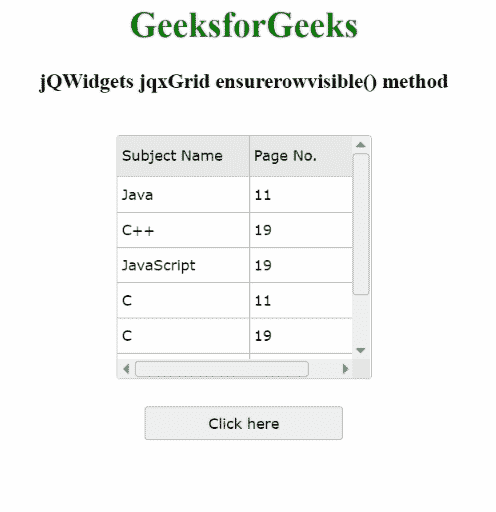 GeeksforGeeks
jQWidgets jqxGrid ensurerowvisible() method
Subject Name Page No.
Java 11
C++ 19
JavaScript 19
C 11
C 19
Click here